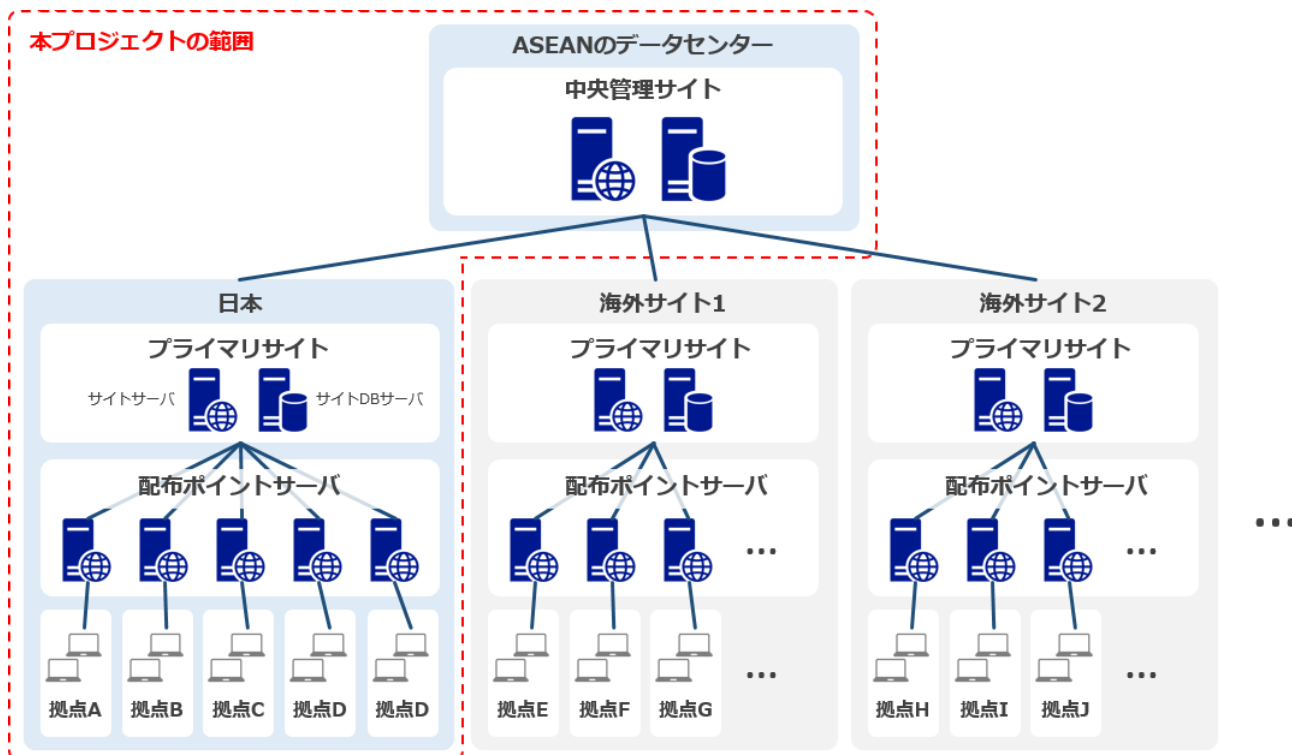 本プロジェクトの範囲
ASEANのデータセンター
中央管理サイト
日本
プライマリサイト
サイトサーバ
サイトDBサーバ
配布ポイントサーバ
拠点A
拠点B
拠点C
拠点D
拠点D
海外サイト1
プライマリサイト
配布ポイントサーバ
...
拠点E
拠点F
拠点G
...
海外サイト2
プライマリサイト
配布ポイントサーバ
...
拠点H
拠点I
拠点J
...
...